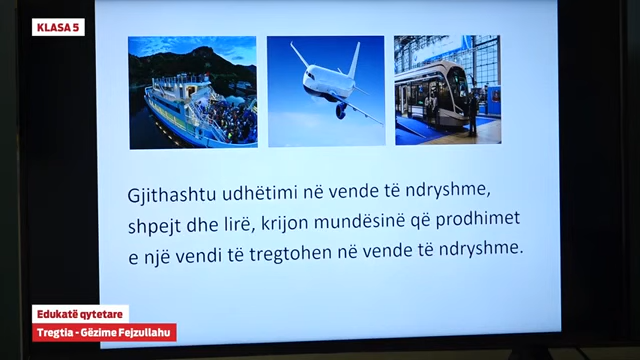 KLASA 5
Gjithashtu udhëtimi në vende të ndryshme,
shpejt dhe lirë, krijon mundësinë që prodhimet
e një vendi të tregtohen në vende të ndryshme.
Edukatë qytetare
Tregtia - Gëzime Fejzullahu